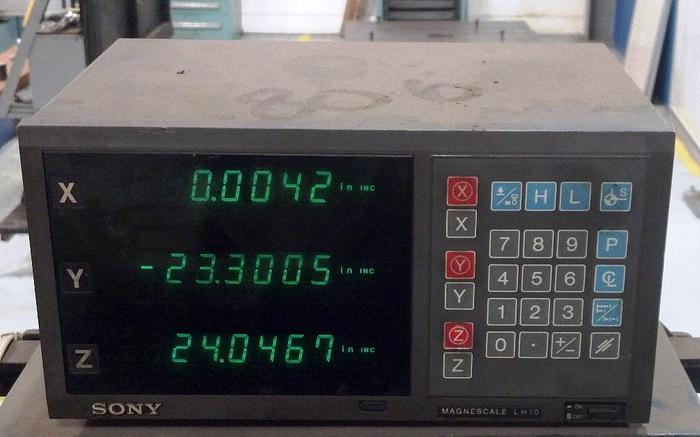 X 0.0042 in INC
Y -23.3005 in INC
Z 24.0467 in INC
X H L S
X
7 8 9 P
Y 4 5 6 CL
Y 1 2 3
Z 0 . +/-
Z
SONY
MAGNESCALE LH10
ON
OFF